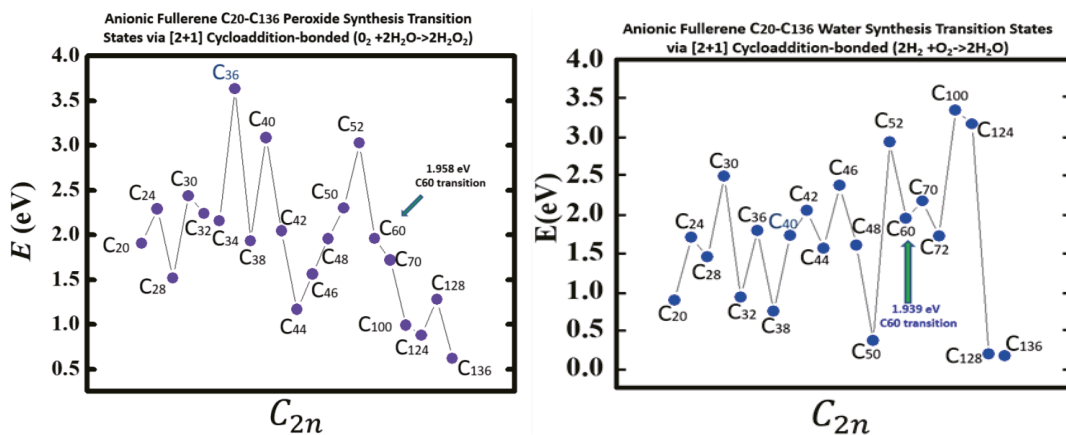 Anionic Fullerene C20-C136 Peroxide Synthesis Transition
States via [2+1] Cycloaddition-bonded (0₂ +2H₂O->2H₂O₂)
4.0
3.5
3.0
2.5
2.0
1.5
1.0
0.5
E (eV)
C₂₀
C₂₄
C₂₈
C₃₀
C₃₂
C₃₄
C₃₆
C₃₈
C₄₀
C₄₂
C₄₄
C₄₆
C₄₈
C₅₀
C₅₂
C₆₀
C₇₀
C₁₀₀
C₁₂₄
C₁₂₈
C₁₃₆
1.958 eV
C60 transition
C₂ₙ
Anionic Fullerene C20-C136 Water Synthesis Transition States
via [2+1] Cycloaddition-bonded (2H₂ +O₂->2H₂O)
4.0
3.5
3.0
2.5
2.0
1.5
1.0
0.5
0.0
E(eV)
C₂₀
C₂₄
C₂₈
C₃₀
C₃₂
C₃₆
C₃₈
C₄₀
C₄₂
C₄₄
C₄₆
C₄₈
C₅₀
C₅₂
C₆₀
C₇₀
C₇₂
C₁₀₀
C₁₂₄
C₁₂₈
C₁₃₆
1.939 eV
C60 transition
C₂ₙ